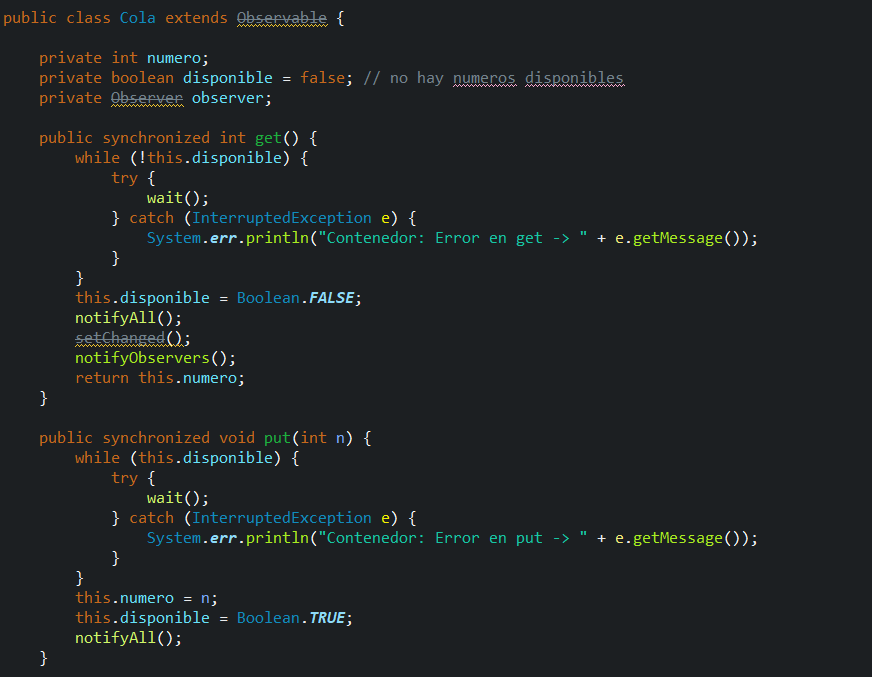 public class Cola extends Observable {
private int numero;
private boolean disponible = false; // no hay numeros disponibles
private Observer observer;
public synchronized int get() {
while (!this.disponible) {
try {
wait();
} catch (InterruptedException e) {
System.err.println("Contenedor: Error en get -> " + e.getMessage());
}
}
this.disponible = Boolean.FALSE;
notifyAll();
setChanged();
notifyObservers();
return this.numero;
}
public synchronized void put(int n) {
while (this.disponible) {
try {
wait();
} catch (InterruptedException e) {
System.err.println("Contenedor: Error en put -> " + e.getMessage());
}
}
this.numero = n;
this.disponible = Boolean.TRUE;
notifyAll();
}